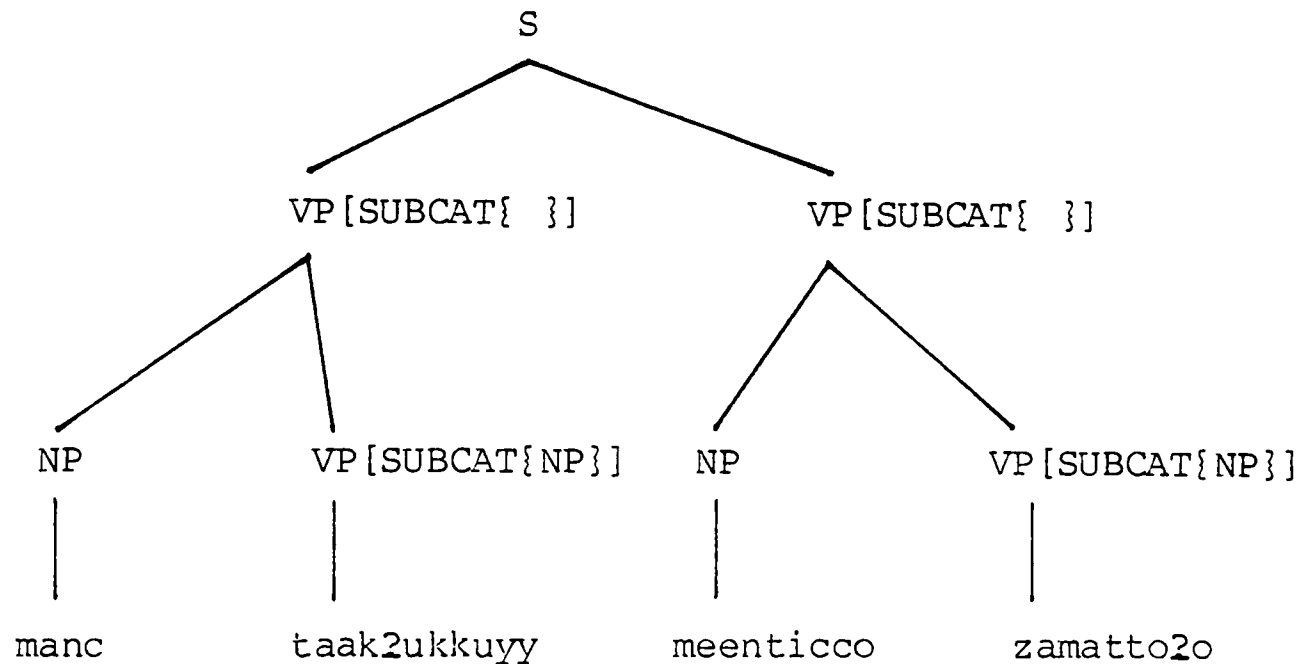 S
VP[SUBCAT{ }] VP[SUBCAT{ }]
NP VP[SUBCAT{NP}] NP VP[SUBCAT{NP}]
manc taak2ukkuyy meenticco zamatto2o